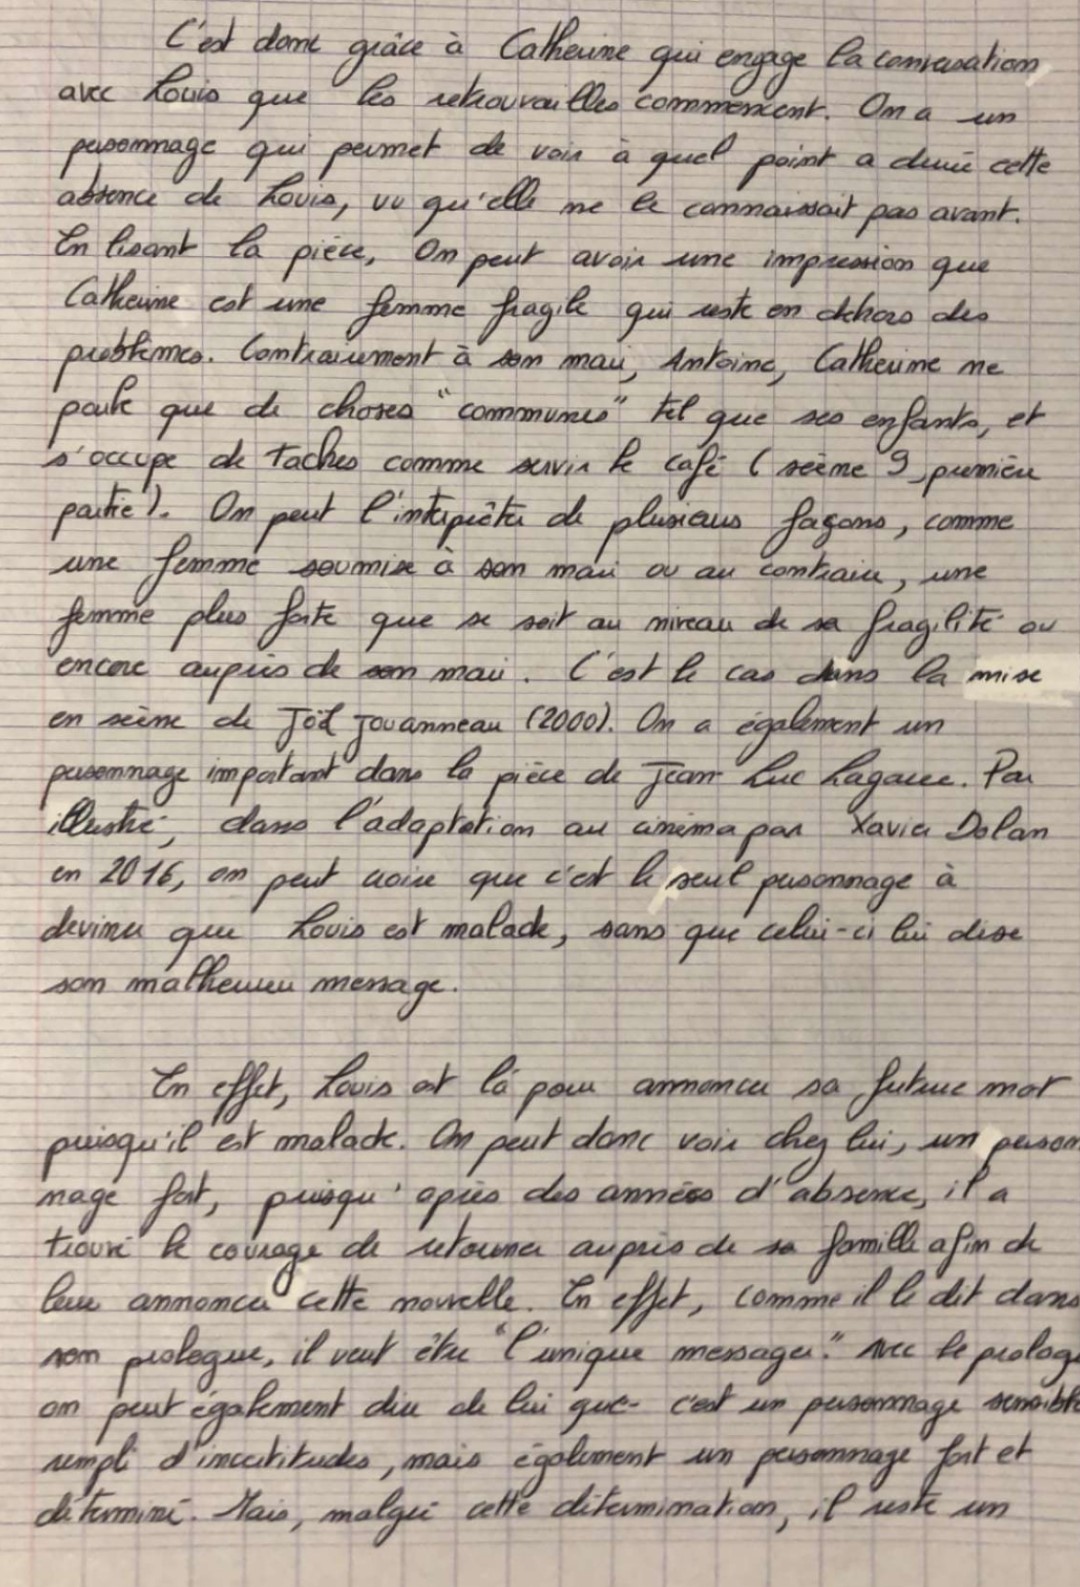 C'est donc grâce à Catherine qui engage la conversation
avec Louis que les retrouvailles commencent. On a un
personnage qui permet de voir à quel point a durée cette
absence de Louis, vu qu'elle ne le connaissait pas avant.
En lisant la pièce, On peut avoir une impression que
Catherine est une femme fragile qui reste en dehors des
problèmes. Contrairement à son mari, Antoine, Catherine ne
parle que de choses "communes" tel que ses enfants, et
s'occupe de taches comme servir le café (scème 9, première
partie). On peut l'interpréter de plusieurs façons, comme
une femme soumise à son mari ou au contraire, une
femme plus forte que se soit au niveau de sa fragilité ou
encore auprès de son mari. C'est le cas dans la mise
en scène de Joël Jouanneau (2000). On a également un
personnage important dans la pièce de Jean Luc Lagarce. Par
illustré, dans l'adaptation au cinéma par Xavier Dolan
en 2016, on peut croire que c'est le seul personnage à
deviner que Louis est malade, sans que celui-ci lui dise
son malheureu message.
En effet, Louis est là pour annoncer sa future mort
puisqu'il est malade. On peut donc voir chez lui, un person
nage fort, puisqu'après des années d'absence, il a
trouvé le courage de retourner auprès de sa famille afin de
leur annoncer cette nouvelle. En effet, comme il le dit dans
son prologue, il veut être "l'unique messager". Avec le prolog
on peut également dire de lui que c'est un personnage sensible
rempli d'incertitudes, mais également un personnage fort et
déterminé. Mais, malgré cette détermination, il reste un